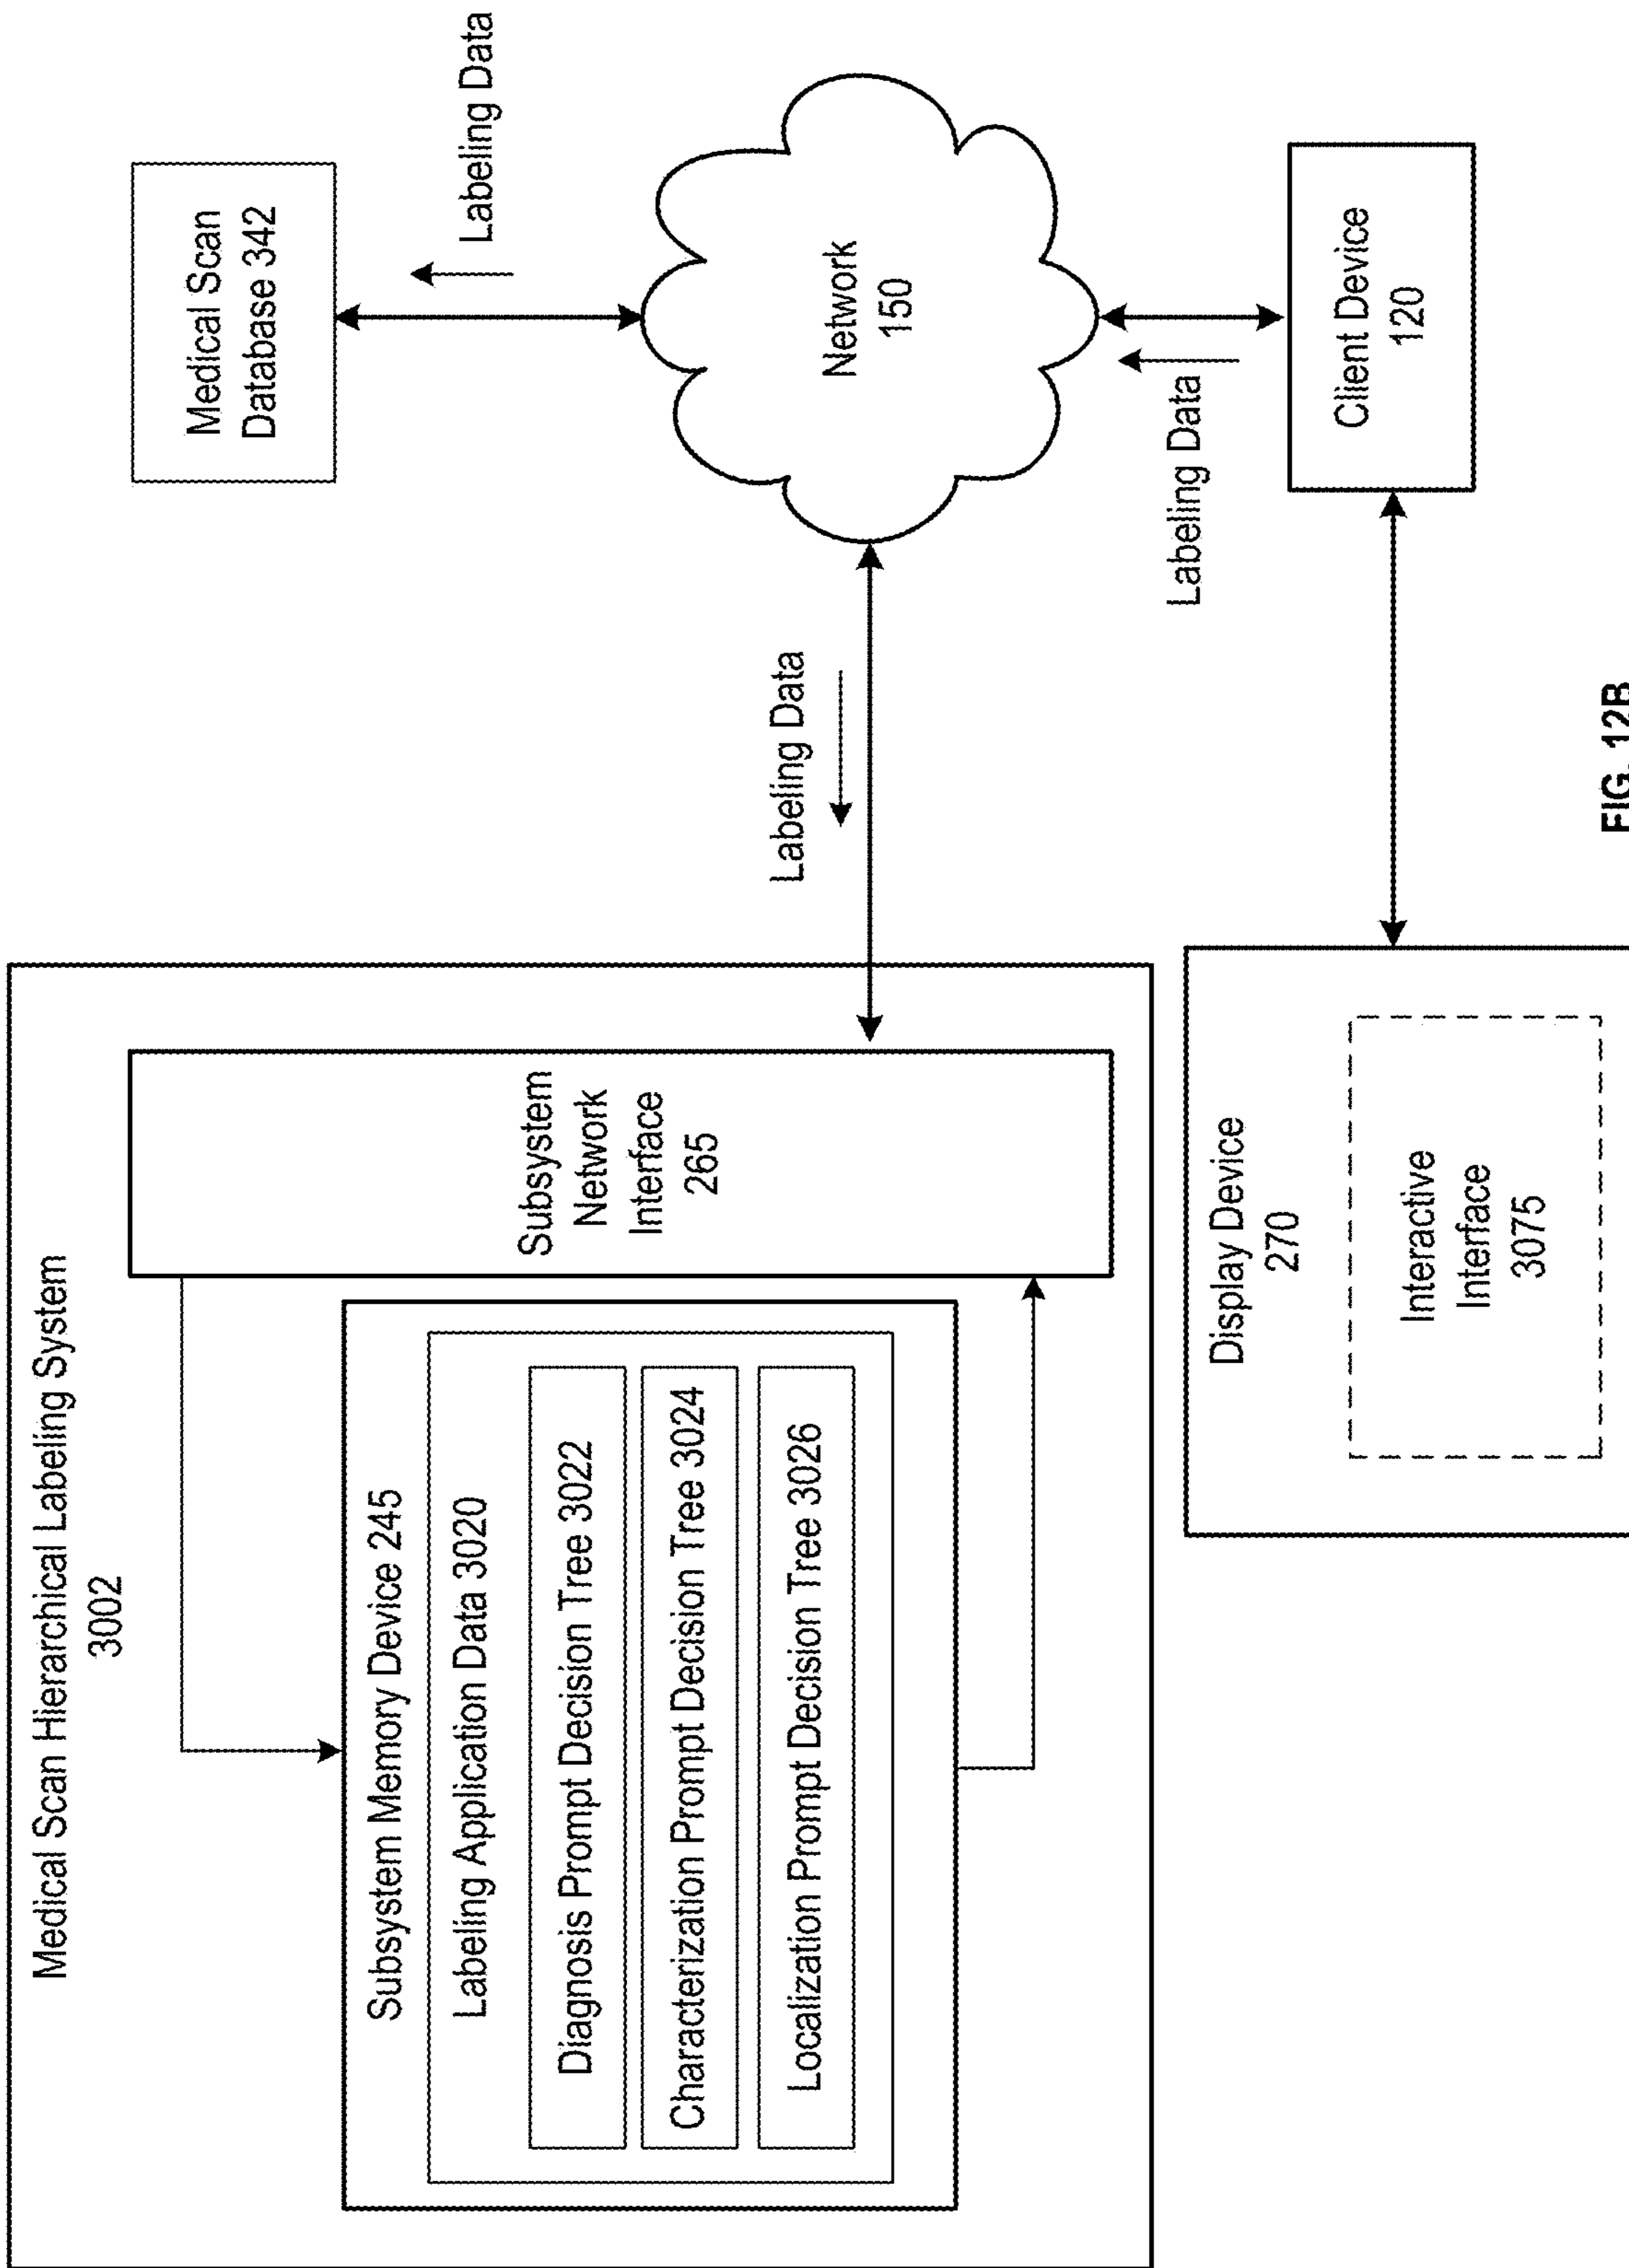 Medical Scan Hierarchical Labeling System
3002
Subsystem Memory Device 245
Labeling Application Data 3020
Diagnosis Prompt Decision Tree 3022
Characterization Prompt Decision Tree 3024
Localization Prompt Decision Tree 3026
Subsystem
Network
Interface
265
Labeling Data
Medical Scan
Database 342
Labeling Data
Network
150
Labeling Data
Client Device
120
Display Device
270
Interactive
Interface
3075
FIG. 12B